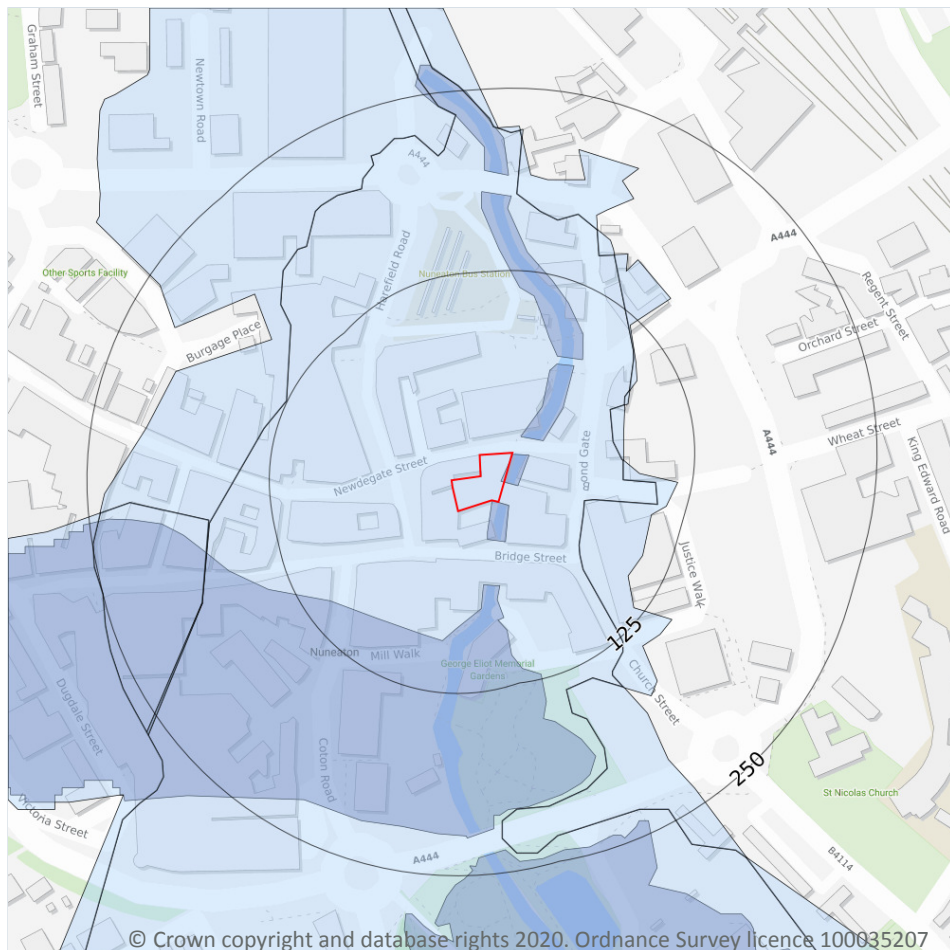 Graham Street
Newtown Road
A444
Other Sports Facility
Harefield Road
Nuneaton Bus Station
A444
Regent Street
Burgage Place
Orchard Street
A444
Wheat Street
King Edward Road
Newdegate Street
Bond Gate
Bridge Street
Justice Walk
125
Nuneaton
Mill Walk
George Eliot Memorial
Gardens
Church Street
Dugdale Street
Coton Road
250
St Nicolas Church
Victoria Street
A444
B4114
© Crown copyright and database rights 2020. Ordnance Survey licence 100035207